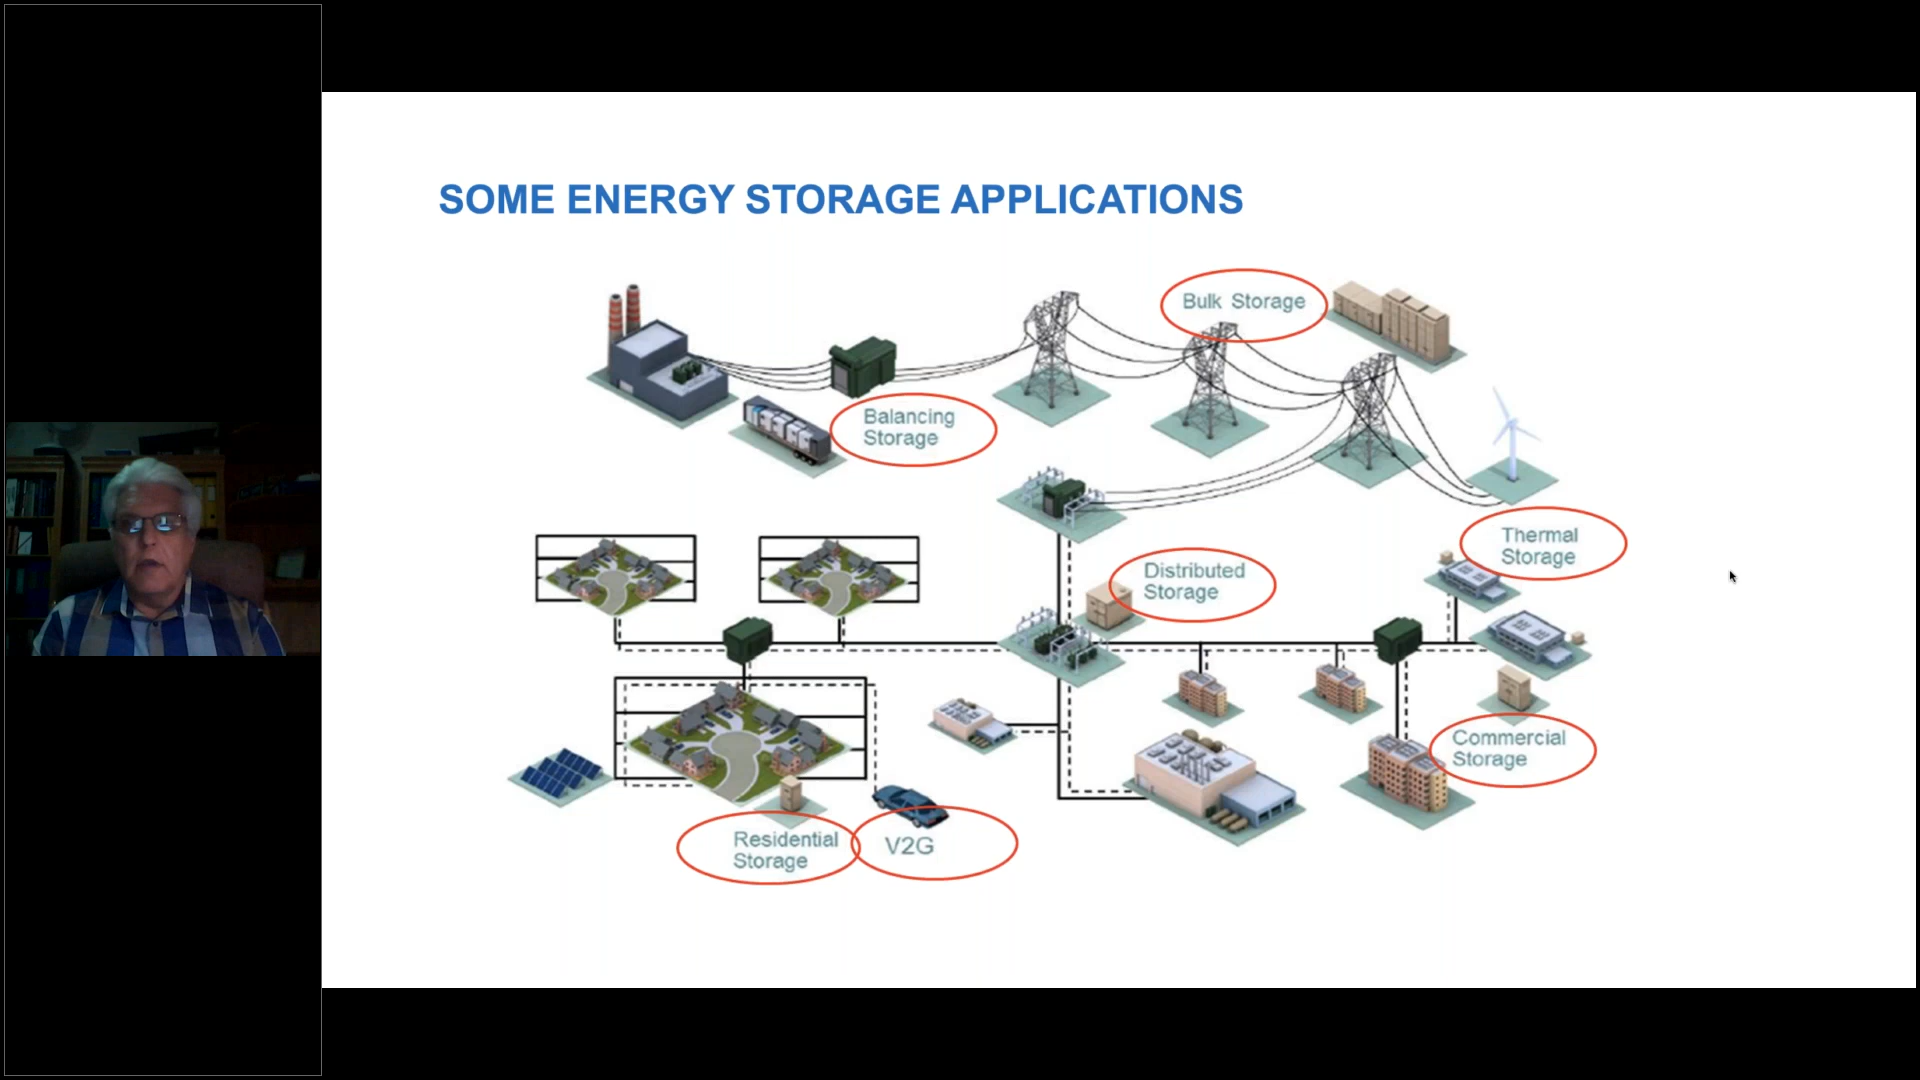 SOME ENERGY STORAGE APPLICATIONS
Bulk Storage
Balancing
Storage
Thermal
Storage
Distributed
Storage
Commercial
Storage
Residential
Storage
V2G